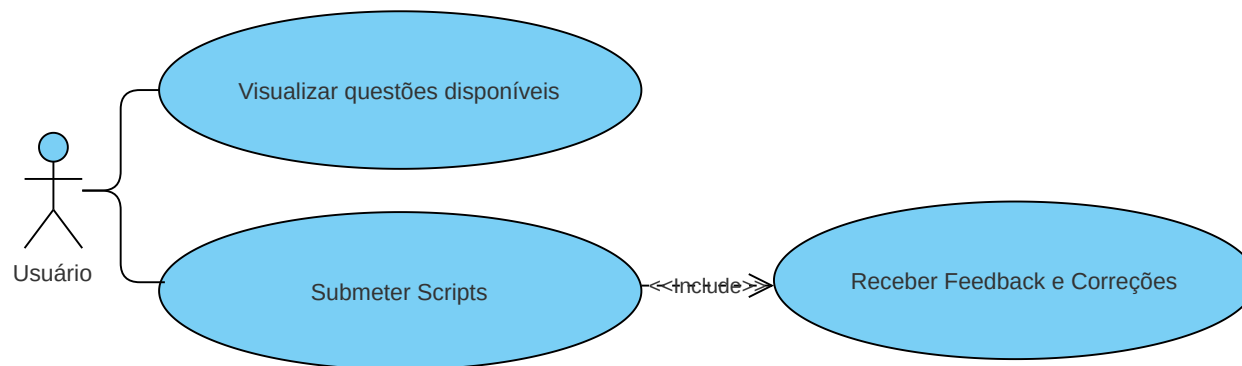 Visualizar questões disponíveis
Usuário
Submeter Scripts
<<Include>>
Receber Feedback e Correções